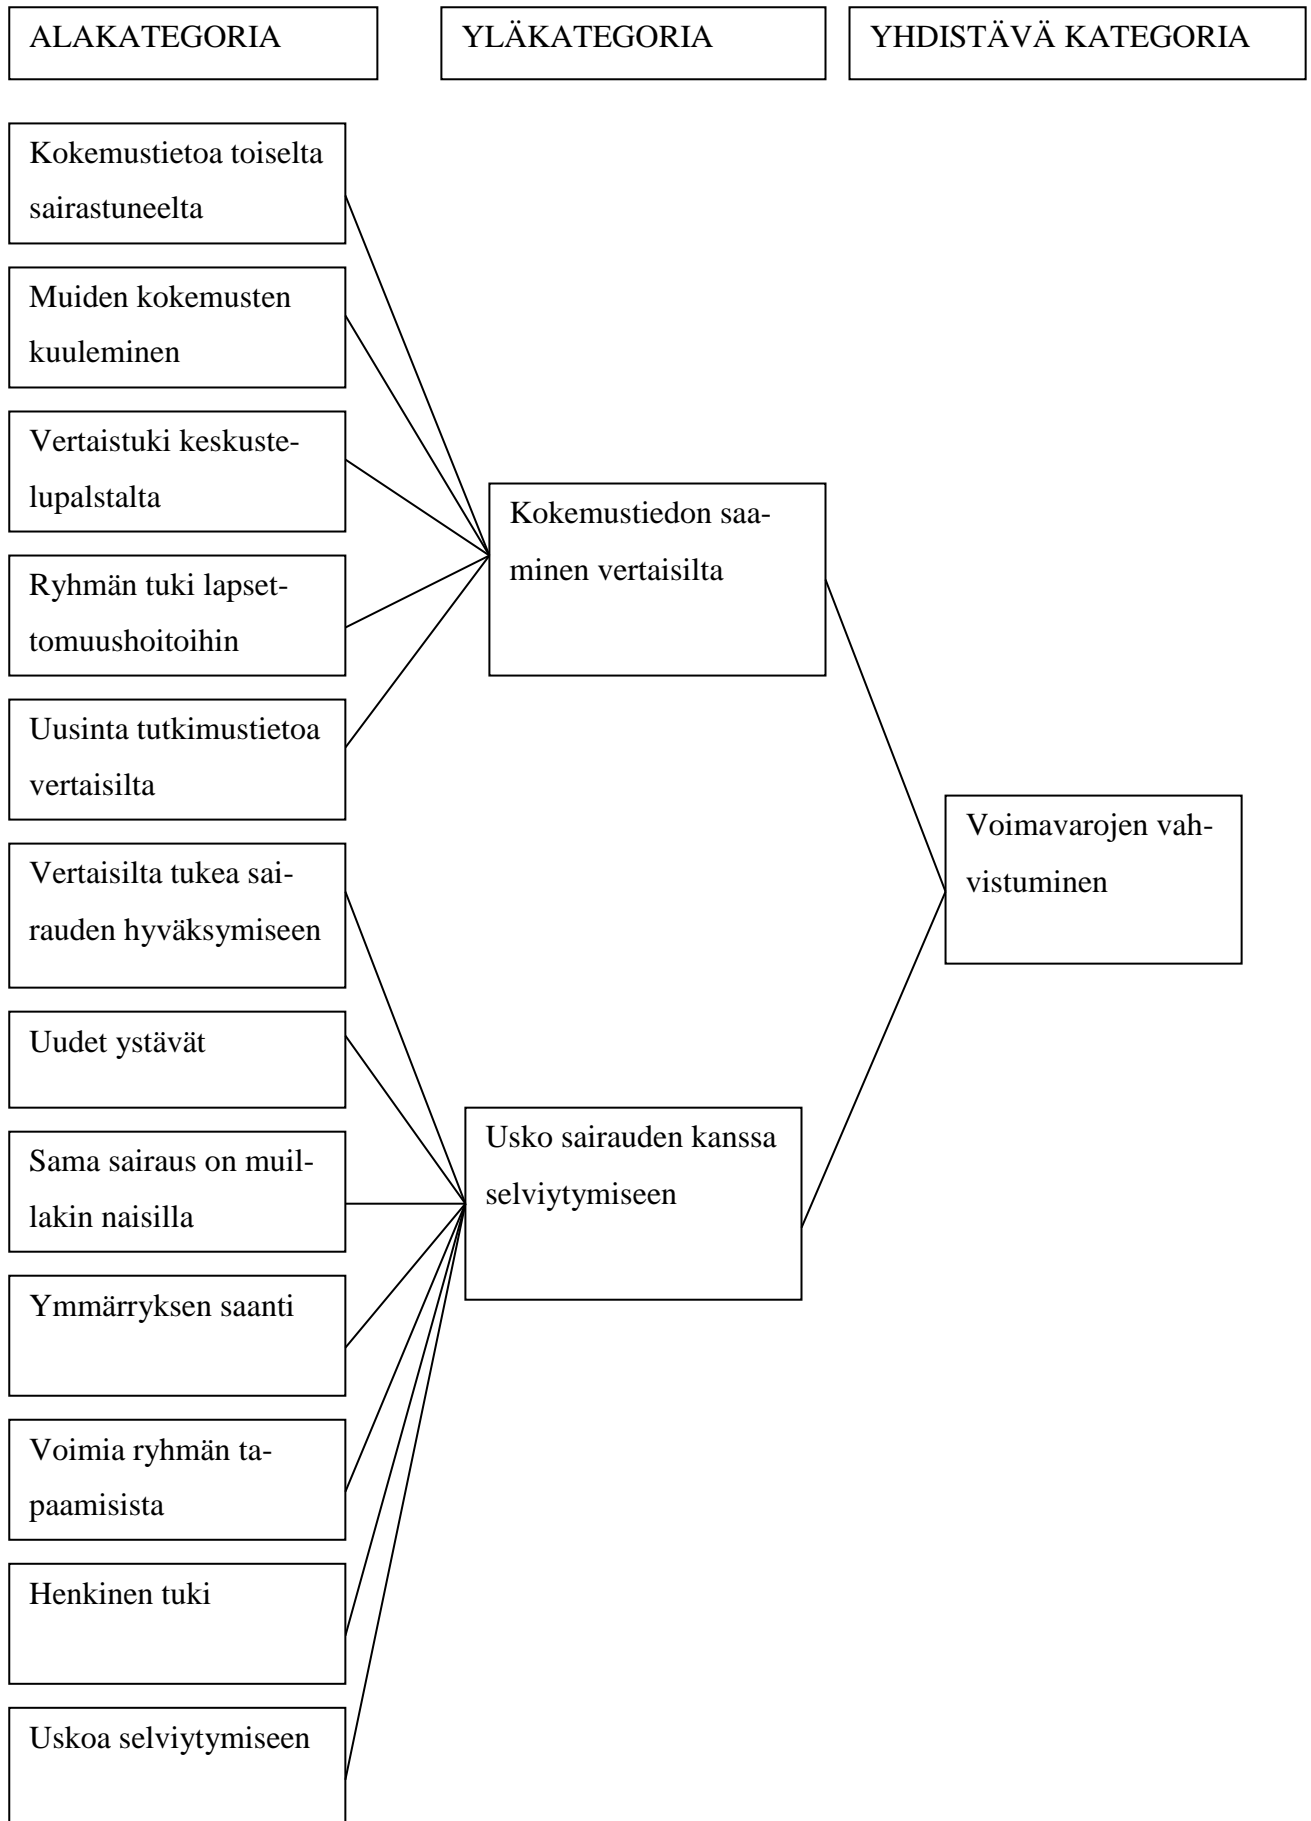 ALAKATEGORIA
YLÄKATEGORIA
YHDISTÄVÄ KATEGORIA
Kokemustietoa toiselta
sairastuneelta
Muiden kokemusten
kuuleminen
Vertaistuki keskuste-
lupalstalta
Ryhmän tuki lapset-
tomuushoitoihin
Uusinta tutkimustietoa
vertaisilta
Vertaisilta tukea sai-
rauden hyväksymiseen
Uudet ystävät
Sama sairaus on muil-
lakin naisilla
Ymmärryksen saanti
Voimia ryhmän ta-
paamisista
Henkinen tuki
Uskoa selviytymiseen
Kokemustiedon saa-
minen vertaisilta
Usko sairauden kanssa
selviytymiseen
Voimavarojen vah-
vistuminen